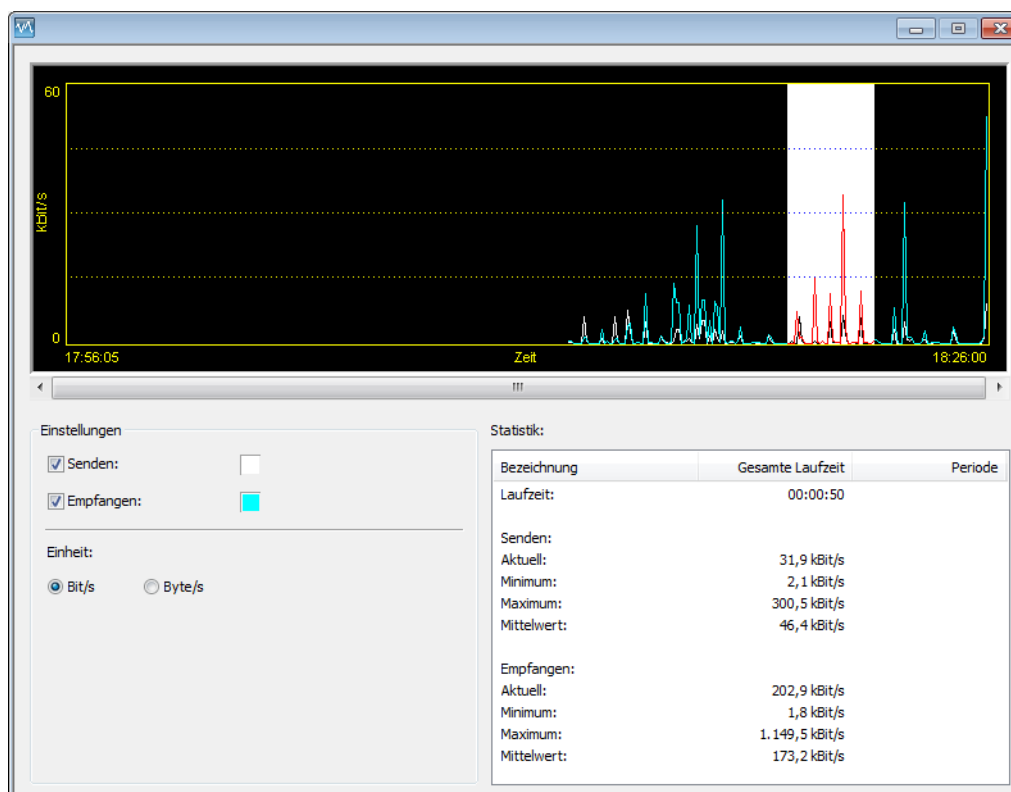 60
kBit/s
0
17:56:05 Zeit 18:26:00
Einstellungen
Senden:
Empfangen:
Einheit:
Bit/s Byte/s
Statistik:
Bezeichnung Gesamte Laufzeit Periode
Laufzeit: 00:00:50
Senden:
Aktuell: 31,9 kBit/s
Minimum: 2,1 kBit/s
Maximum: 300,5 kBit/s
Mittelwert: 46,4 kBit/s
Empfangen:
Aktuell: 202,9 kBit/s
Minimum: 1,8 kBit/s
Maximum: 1.149,5 kBit/s
Mittelwert: 173,2 kBit/s